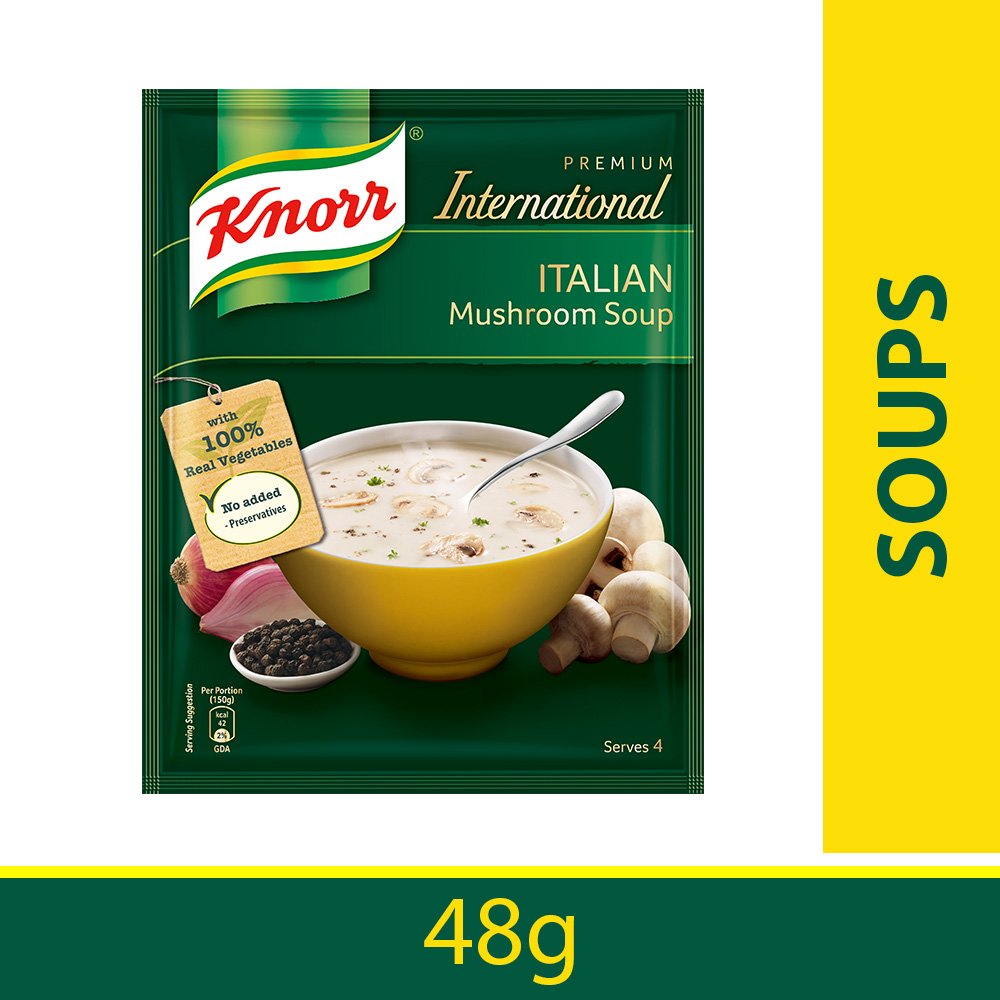 Knorr®
PREMIUM
International
ITALIAN
Mushroom Soup
with
100%
Real Vegetables
No added
- Preservatives
Serving Suggestion
Per Portion
(150g)
kcal
42
2%
GDA
Serves 4
SOUPS
48g